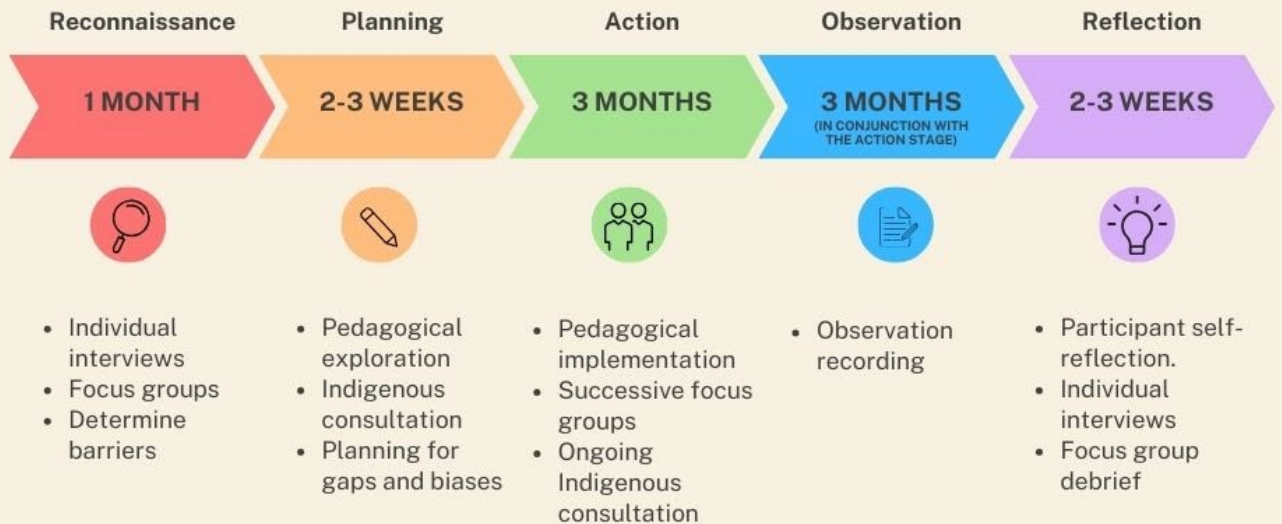 Reconnaissance
Planning
Action
Observation
Reflection
1 MONTH
2-3 WEEKS
3 MONTHS
3 MONTHS
(IN CONJUNCTION WITH
THE ACTION STAGE)
2-3 WEEKS
• Individual
interviews
• Focus groups
• Determine
barriers
• Pedagogical
exploration
• Indigenous
consultation
• Planning for
gaps and biases
• Pedagogical
implementation
• Successive focus
groups
• Ongoing
Indigenous
consultation
• Observation
recording
• Participant self-
reflection.
• Individual
interviews
• Focus group
debrief